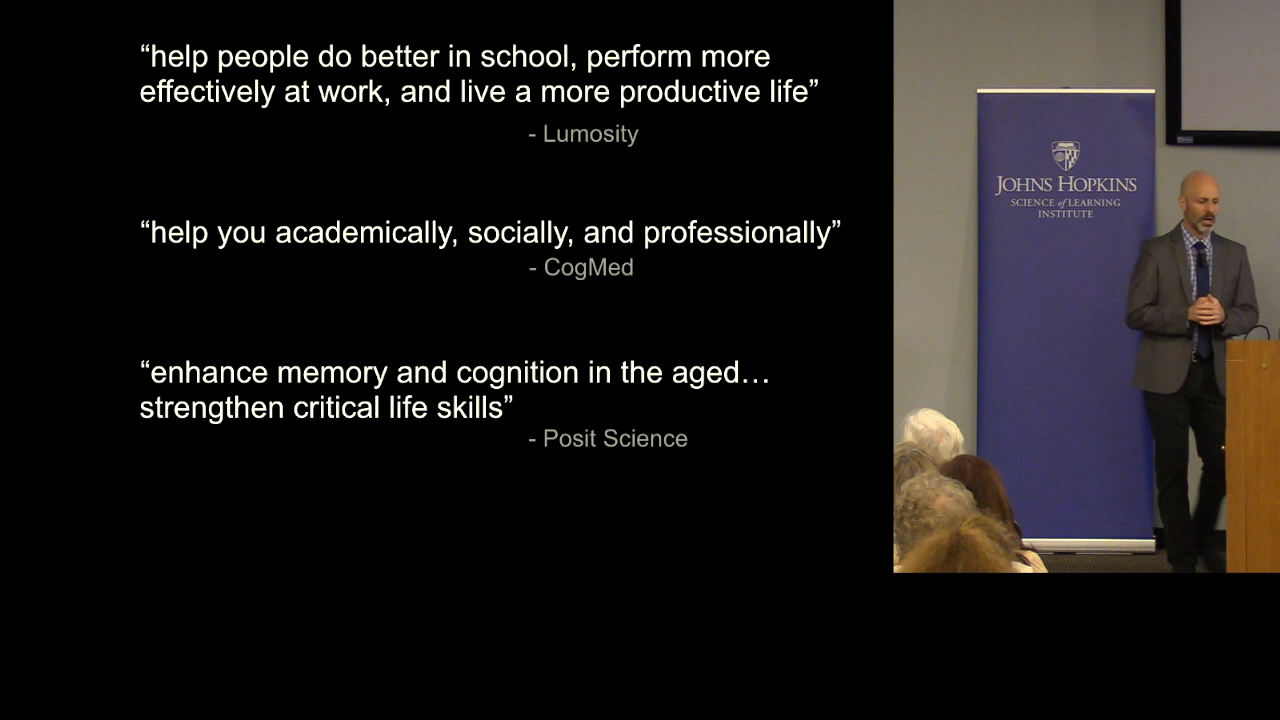 “help people do better in school, perform more
effectively at work, and live a more productive life”
- Lumosity
“help you academically, socially, and professionally”
- CogMed
“enhance memory and cognition in the aged…
strengthen critical life skills”
- Posit Science
JOHNS HOPKINS
SCIENCE of LEARNING
INSTITUTE